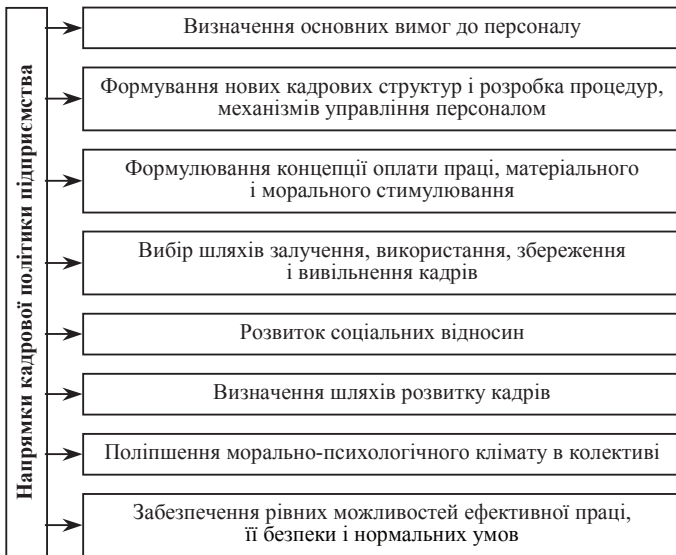 Напрямки кадрової політики підприємства
Визначення основних вимог до персоналу
Формування нових кадрових структур і розробка процедур,
механізмів управління персоналом
Формулювання концепції оплати праці, матеріального
і морального стимулювання
Вибір шляхів залучення, використання, збереження
і вивільнення кадрів
Розвиток соціальних відносин
Визначення шляхів розвитку кадрів
Поліпшення морально-психологічного клімату в колективі
Забезпечення рівних можливостей ефективної праці,
її безпеки і нормальних умов